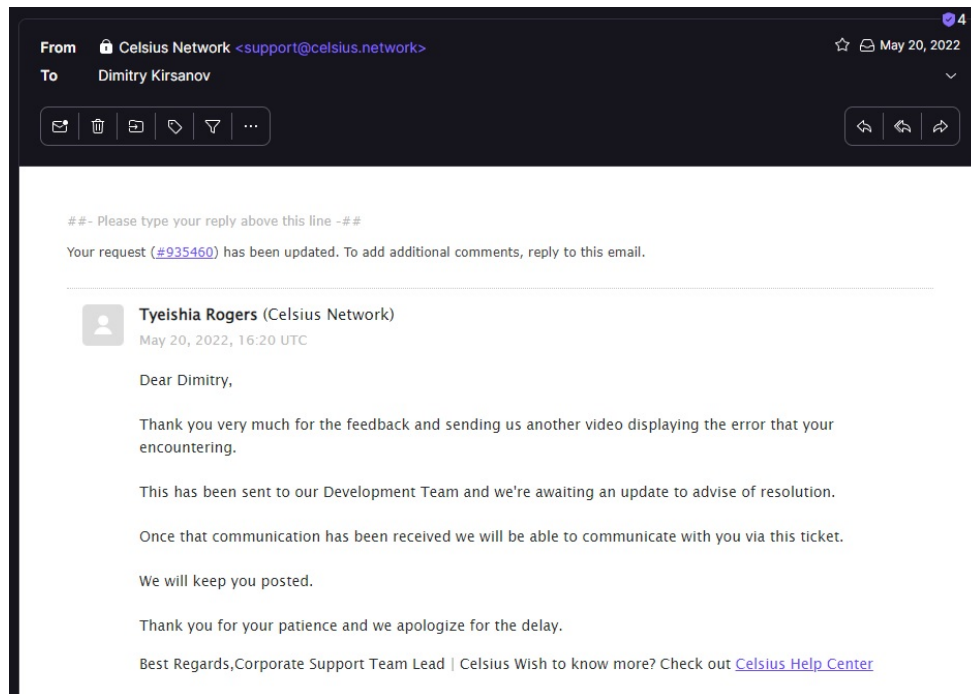 4
From Celsius Network <support@celsius.network> May 20, 2022
To Dimitry Kirsanov
##- Please type your reply above this line -##
Your request (#935460) has been updated. To add additional comments, reply to this email.
Tyeishia Rogers (Celsius Network)
May 20, 2022, 16:20 UTC
Dear Dimitry,
Thank you very much for the feedback and sending us another video displaying the error that your
encountering.
This has been sent to our Development Team and we're awaiting an update to advise of resolution.
Once that communication has been received we will be able to communicate with you via this ticket.
We will keep you posted.
Thank you for your patience and we apologize for the delay.
Best Regards,Corporate Support Team Lead | Celsius Wish to know more? Check out Celsius Help Center